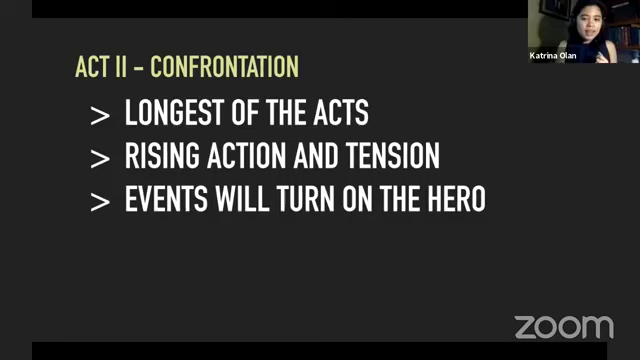 ACT II - CONFRONTATION
> LONGEST OF THE ACTS
> RISING ACTION AND TENSION
> EVENTS WILL TURN ON THE HERO
Katrina Olan
zoom